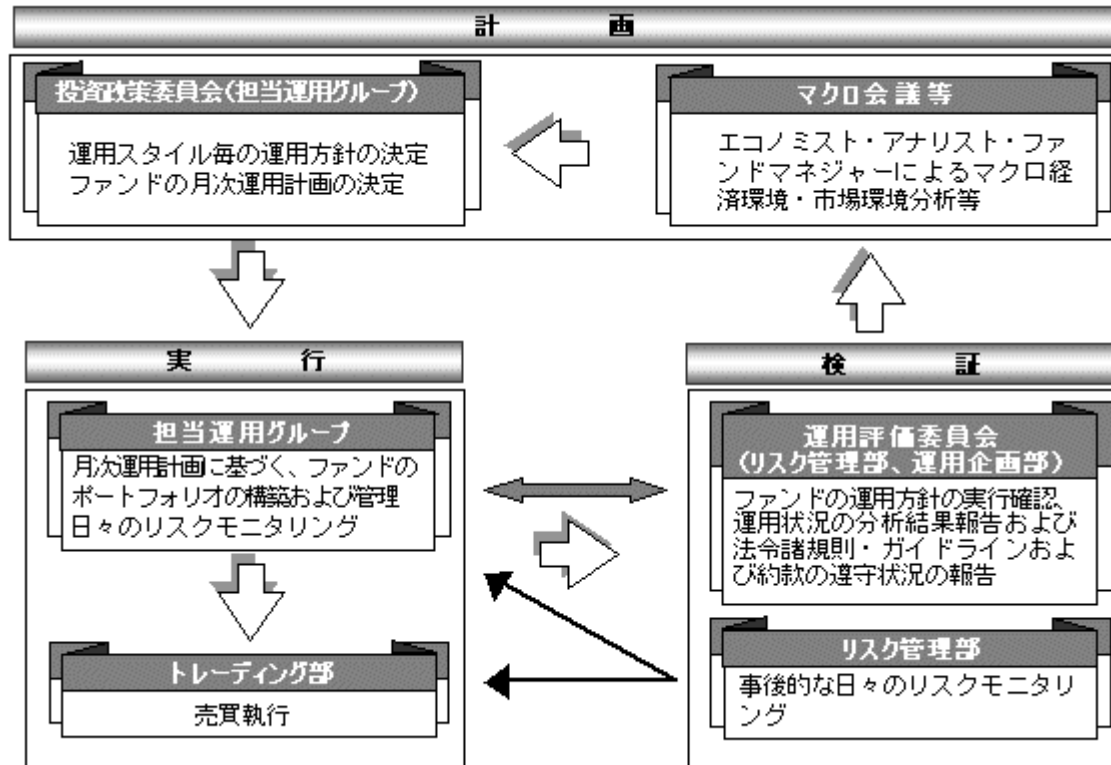 計 画
投資政策委員会(担当運用グループ)
運用スタイル毎の運用方針の決定
ファンドの月次運用計画の決定
マクロ会議等
エコノミスト・アナリスト・ファ
ンドマネジャーによるマクロ経
済環境・市場環境分析等
実 行
担当運用グループ
月次運用計画に基づく、ファンドの
ポートフォリオの構築および管理
日々のリスクモニタリング
トレーディング部
売買執行
検 証
運用評価委員会
(リスク管理部、運用企画部)
ファンドの運用方針の実行確認、
運用状況の分析結果報告および
法令諸規則・ガイドラインおよ
び約款の遵守状況の報告
リスク管理部
事後的な日々のリスクモニタリ
ング